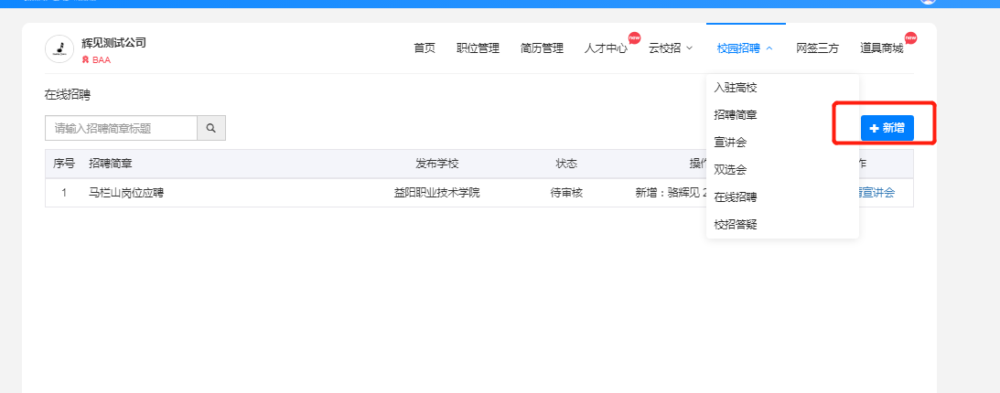 辉见测试公司
BAA
首页 职位管理 简历管理 人才中心 new 云校招 校园招聘 网签三方 道具商城 new
在线招聘
请输入招聘简章标题
新增
入驻高校
招聘简章
宣讲会
双选会
在线招聘
校招答疑
序号 招聘简章 发布学校 状态
1 马栏山岗位应聘 益阳职业技术学院 待审核 新增：骆辉见 2 宣讲会